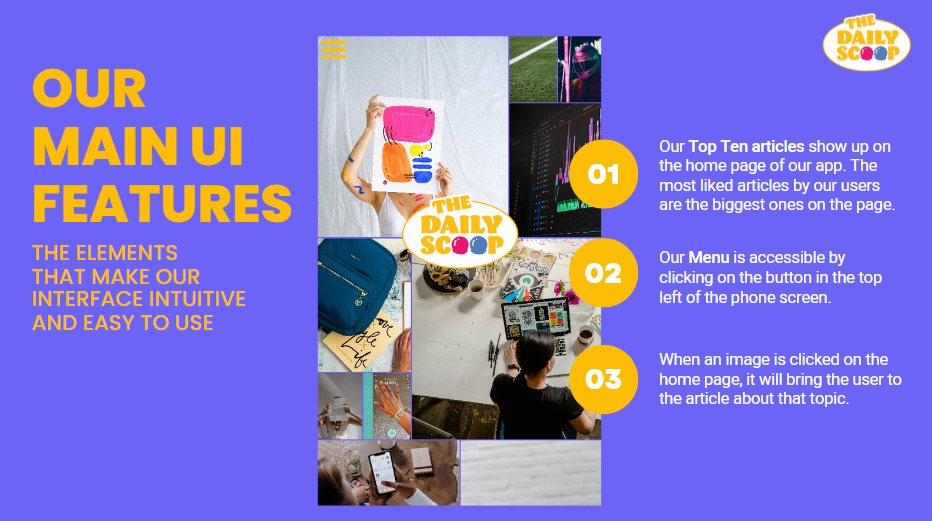 THE
DAILY
SCOOP
OUR
MAIN UI
FEATURES
THE ELEMENTS
THAT MAKE OUR
INTERFACE INTUITIVE
AND EASY TO USE
THE
DAILY
SCOOP
01
Our Top Ten articles show up on
the home page of our app. The
most liked articles by our users
are the biggest ones on the page.
02
Our Menu is accessible by
clicking on the button in the top
left of the phone screen.
03
When an image is clicked on the
home page, it will bring the user to
the article about that topic.
Life